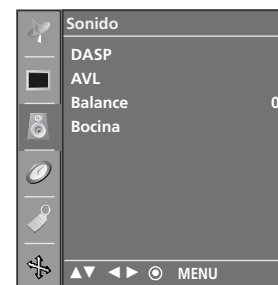 Sonido
DASP
AVL
Balance 0
Bocina
▲▼ ◄► ◉ MENU